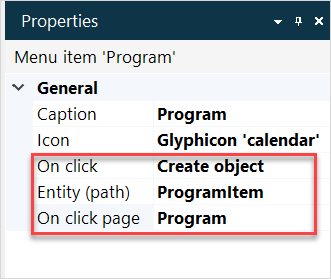 Properties
Menu item 'Program'
General
Caption Program
Icon Glyphicon 'calendar'
On click Create object
Entity (path) ProgramItem
On click page Program